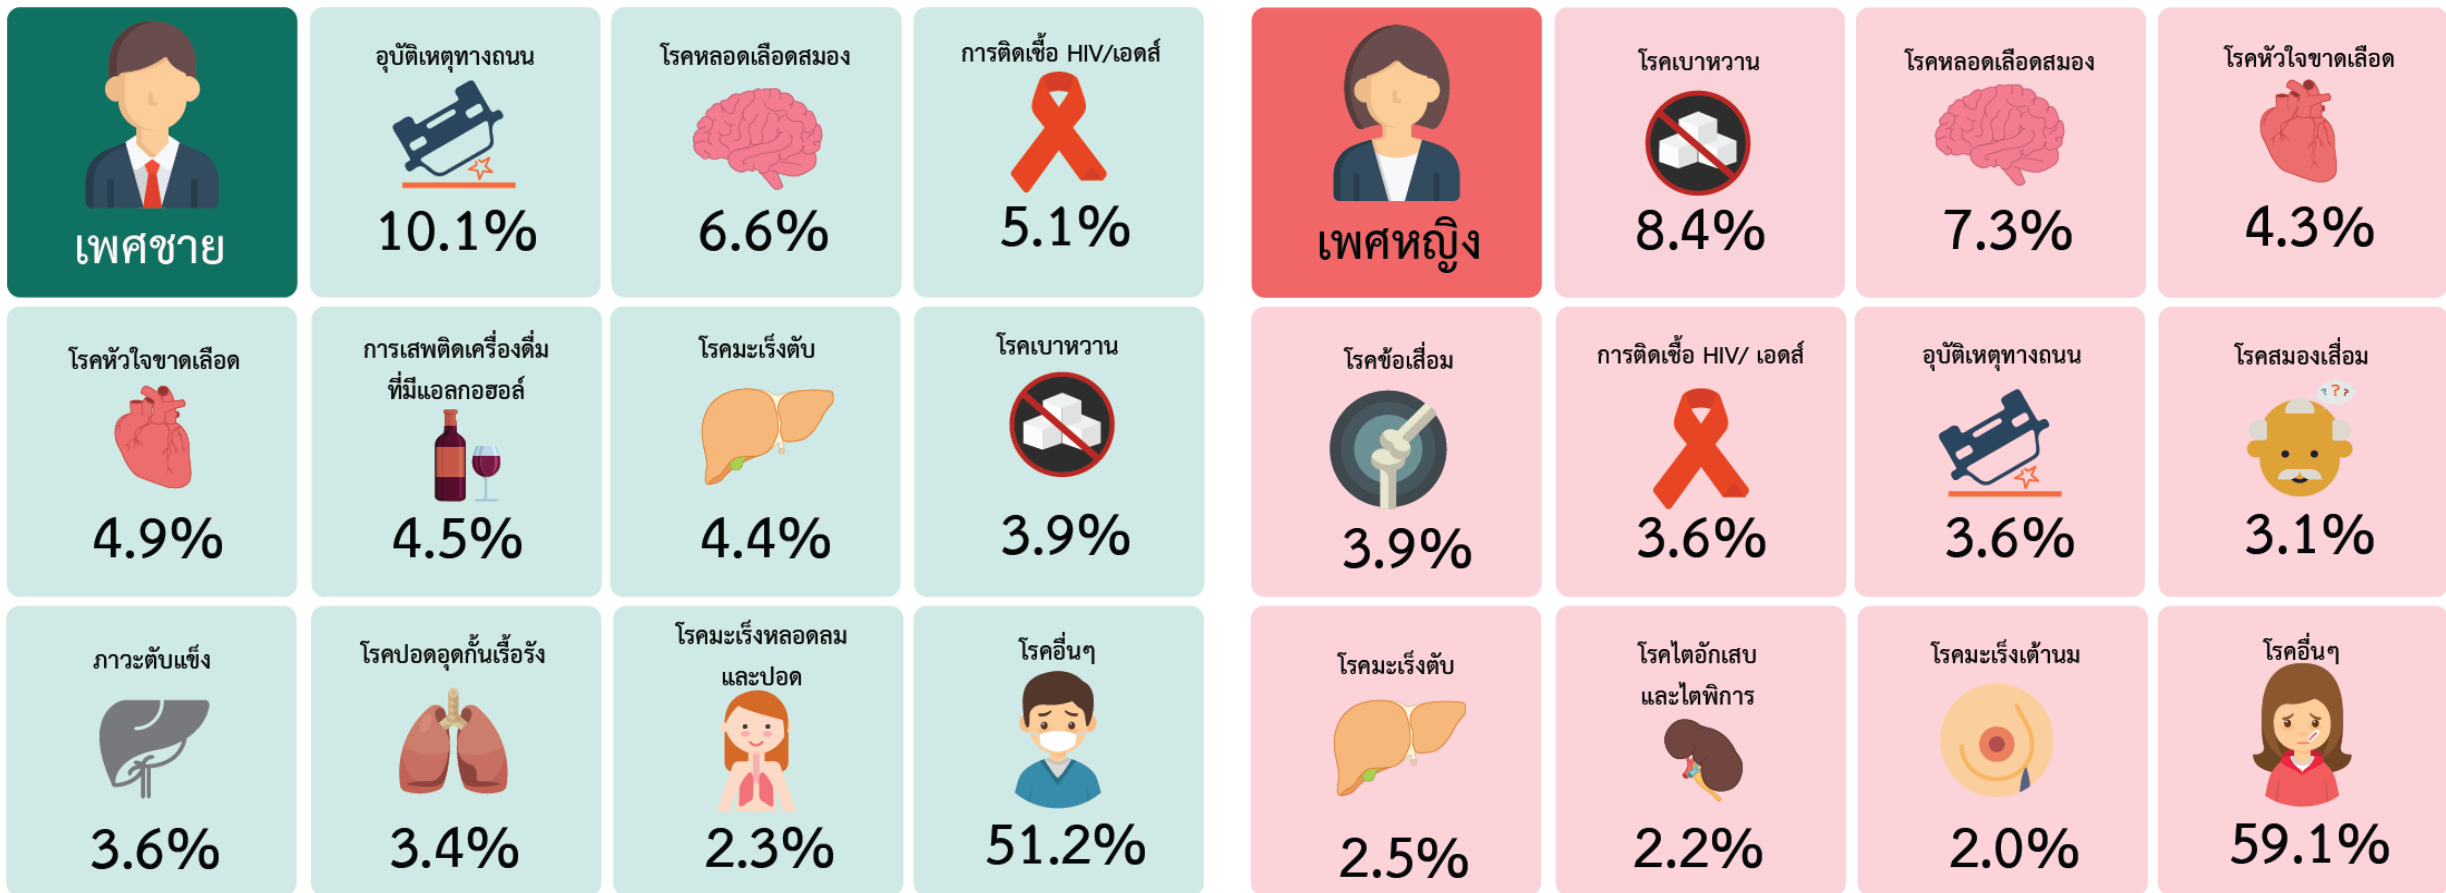 เพศชาย
อุบัติเหตุทางถนน
10.1%
โรคหลอดเลือดสมอง
6.6%
การติดเชื้อ HIV/เอดส์
5.1%
โรคหัวใจขาดเลือด
4.9%
การเสพติดเครื่องดื่ม
ที่มีแอลกอฮอล์
4.5%
โรคมะเร็งตับ
4.4%
โรคเบาหวาน
3.9%
ภาวะตับแข็ง
3.6%
โรคปอดอุดกั้นเรื้อรัง
3.4%
โรคมะเร็งหลอดลม
และปอด
2.3%
โรคอื่นๆ
51.2%
เพศหญิง
โรคเบาหวาน
8.4%
โรคหลอดเลือดสมอง
7.3%
โรคหัวใจขาดเลือด
4.3%
โรคข้อเสื่อม
3.9%
การติดเชื้อ HIV/ เอดส์
3.6%
อุบัติเหตุทางถนน
3.6%
โรคสมองเสื่อม
? ? ?
3.1%
โรคมะเร็งตับ
2.5%
โรคไตอักเสบ
และไตพิการ
2.2%
โรคมะเร็งเต้านม
2.0%
โรคอื่นๆ
59.1%